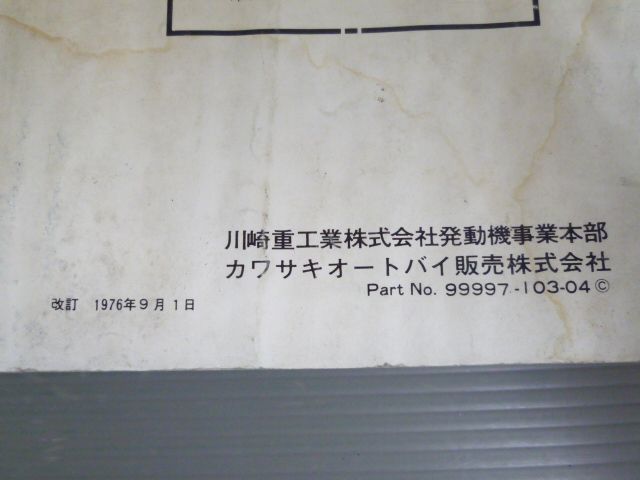 川崎重工業株式会社発動機事業本部
カワサキオートバイ販売株式会社
Part No. 99997-103-04 ©
改訂 1976年9月1日